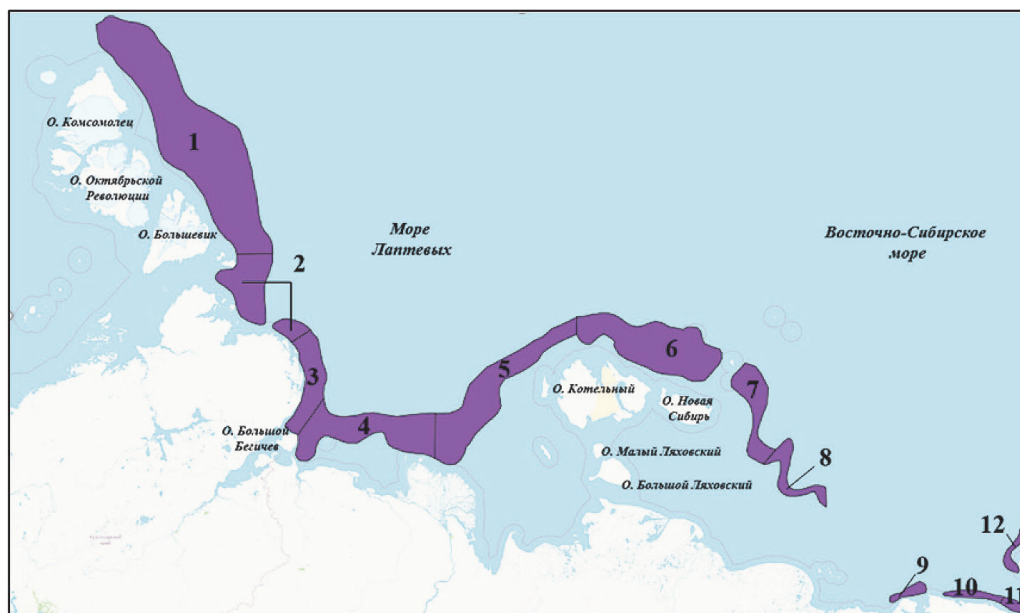 О. Комсомолец
1
О. Октябрьской
Революции
О. Большевик
Море
Лаптевых
Восточно-Сибирское
море
2
3
4
5
6
7
8
О. Котельный
О. Новая
Сибирь
О. Большой
Бегичев
О. Малый Ляховский
О. Большой Ляховский
12
9
10
11